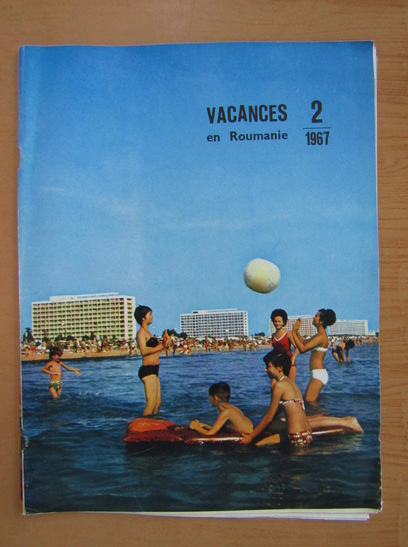 VACANCES
en Roumanie
2
1967